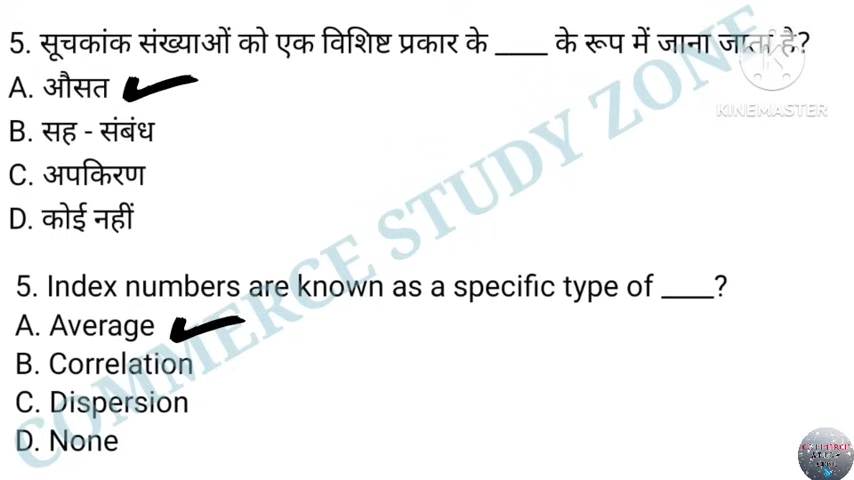 5. सूचकांक संख्याओं को एक विशिष्ट प्रकार के ____ के रूप में जाना जाता है?
A. औसत
B. सह - संबंध
C. अपकिरण
D. कोई नहीं
5. Index numbers are known as a specific type of ____?
A. Average
B. Correlation
C. Dispersion
D. None
COMMERCE STUDY ZONE
KINEMASTER